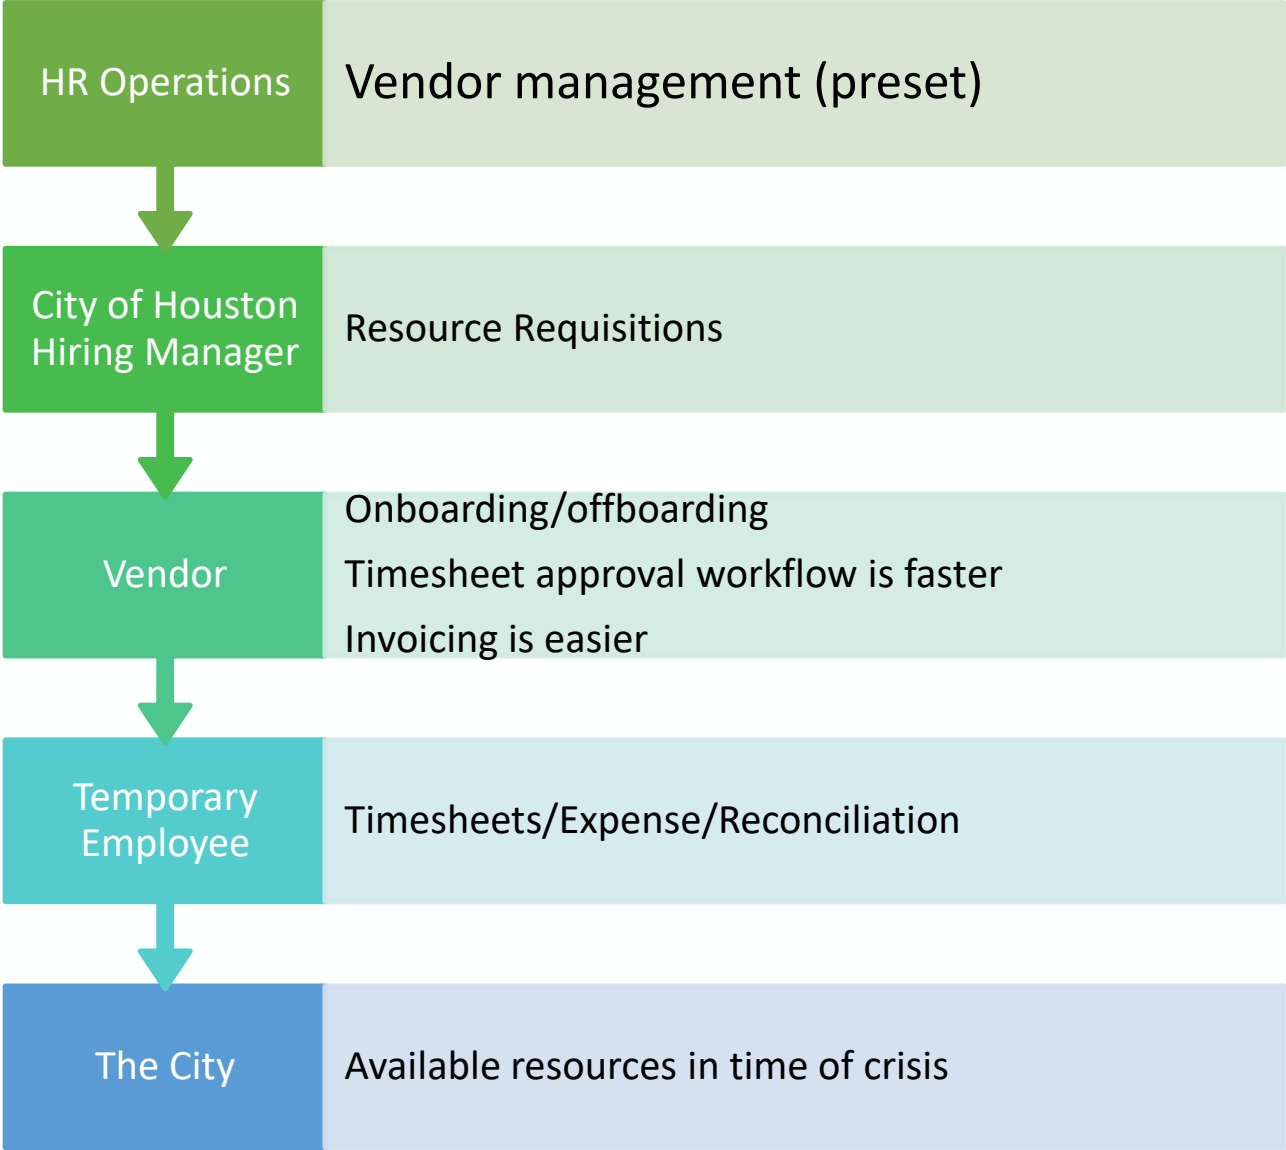 HR Operations
Vendor management (preset)
City of Houston
Hiring Manager
Resource Requisitions
Vendor
Onboarding/offboarding
Timesheet approval workflow is faster
Invoicing is easier
Temporary
Employee
Timesheets/Expense/Reconciliation
The City
Available resources in time of crisis